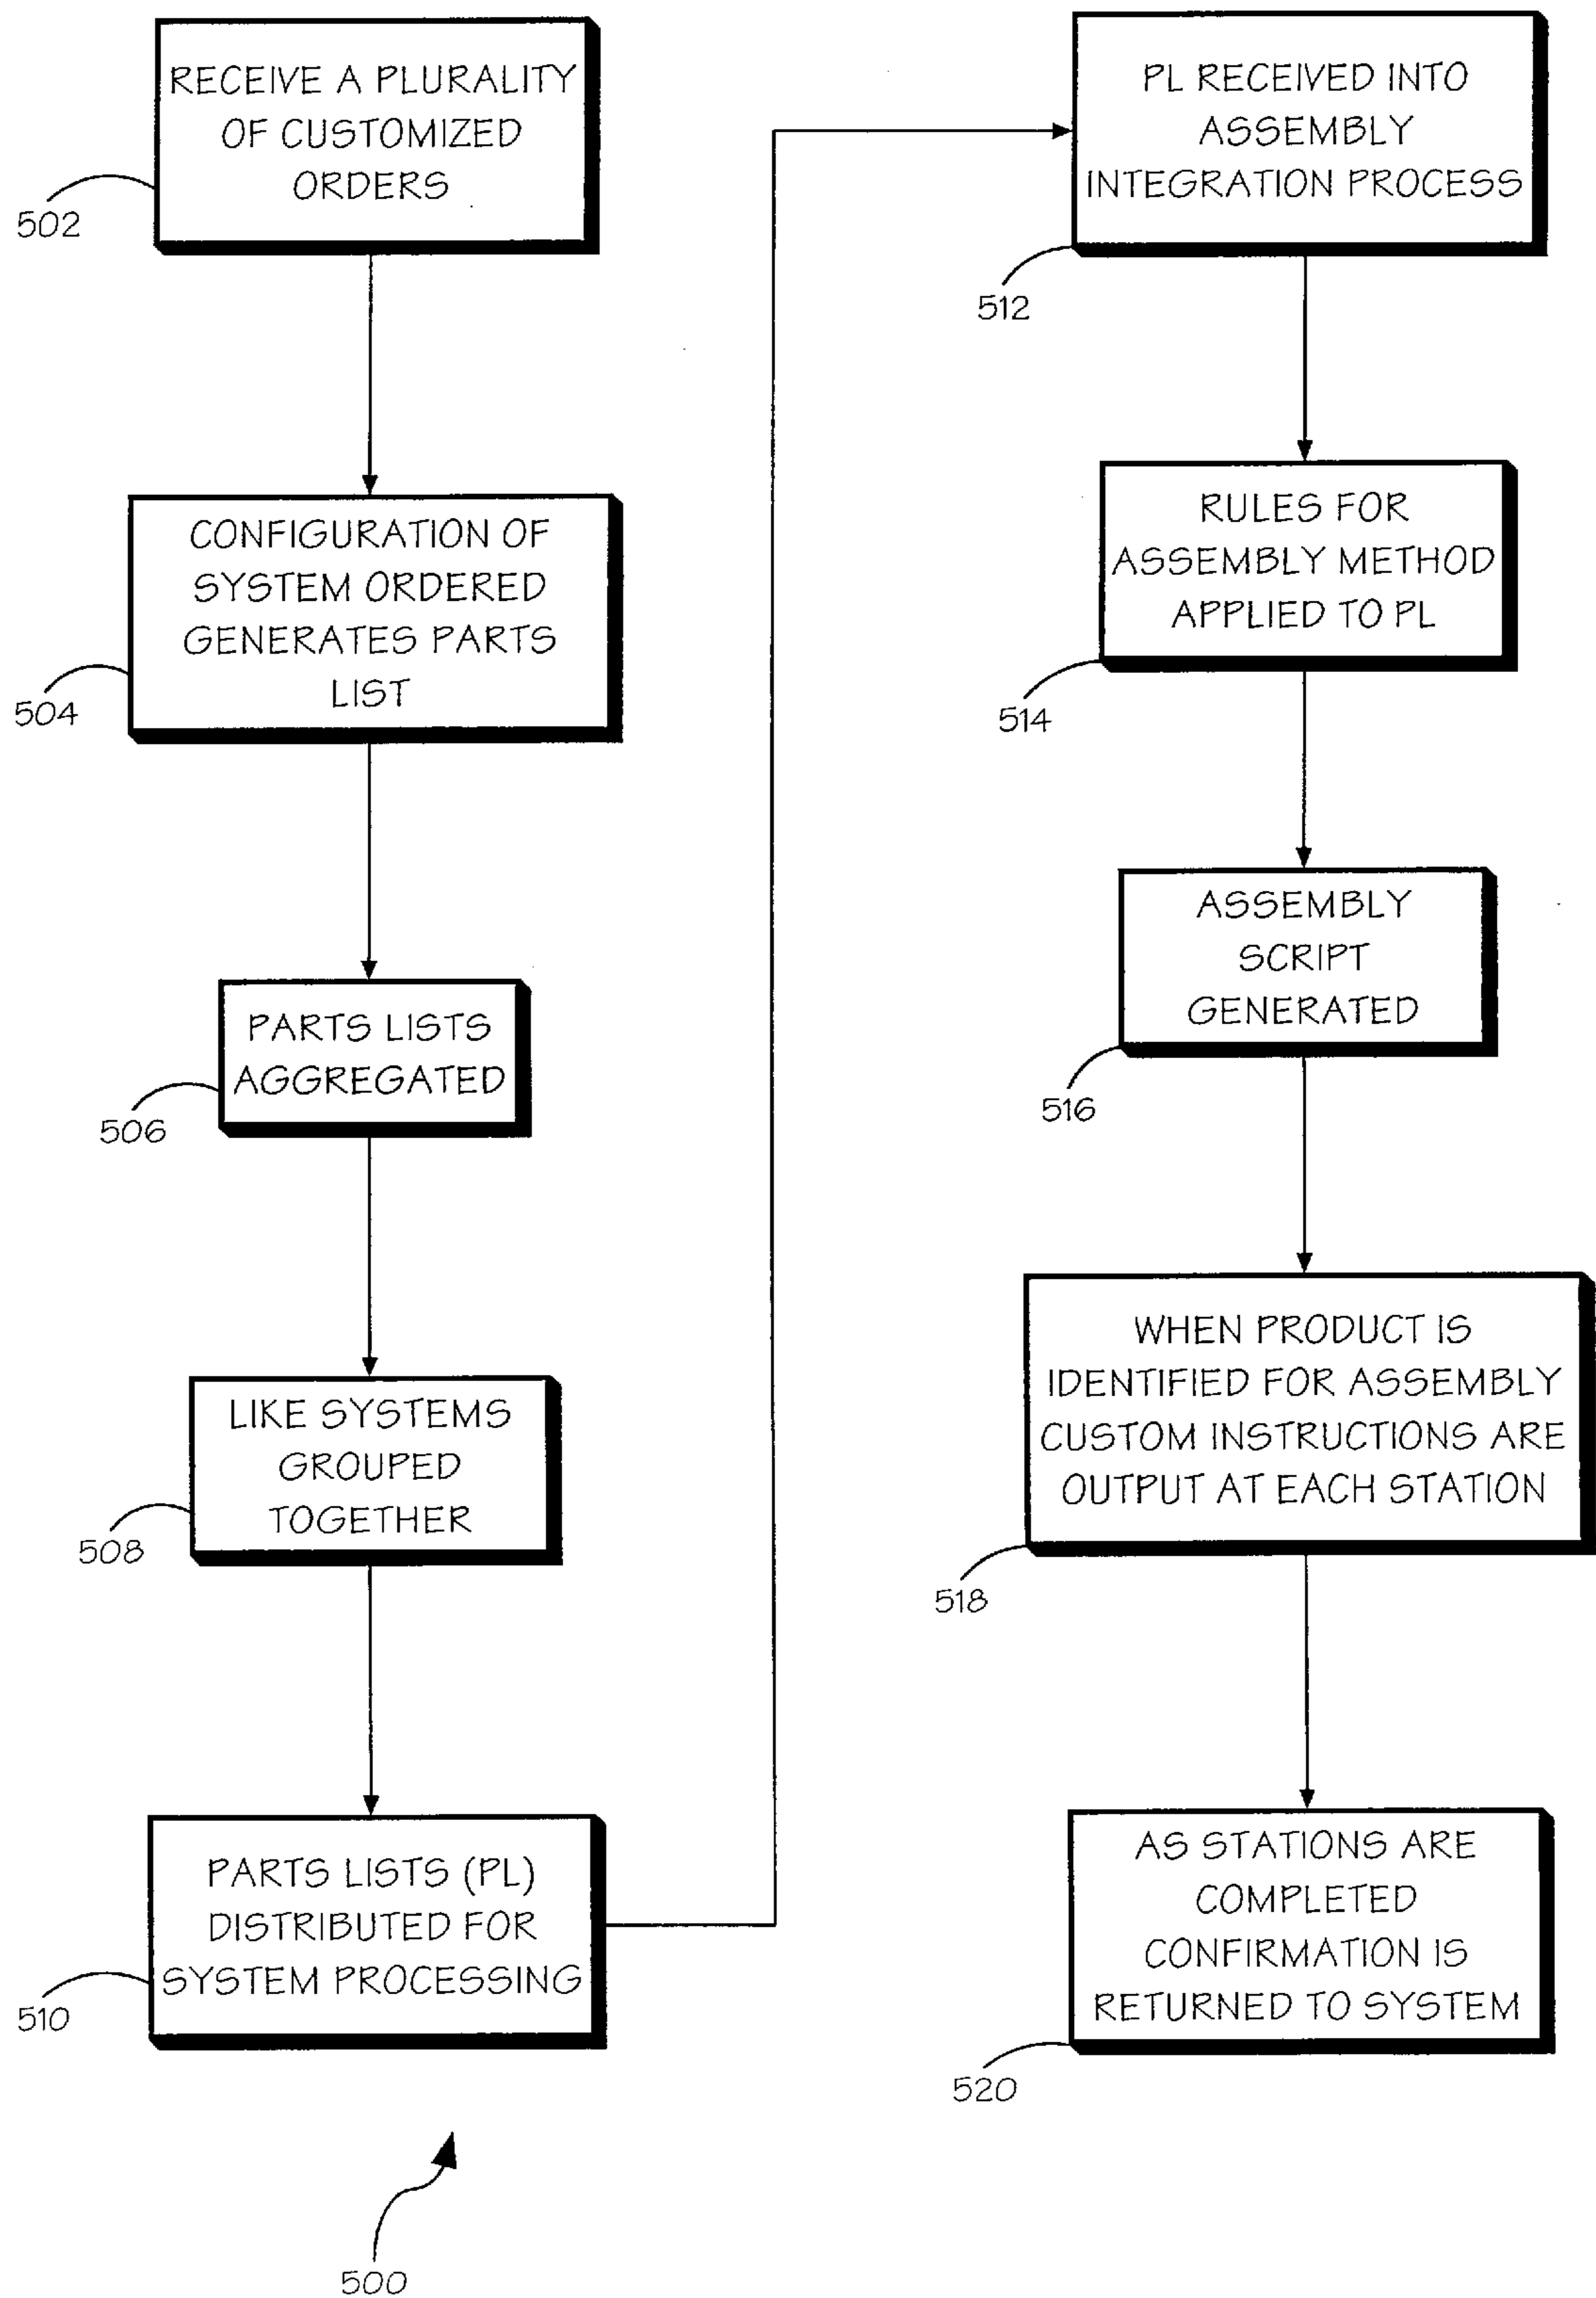 RECEIVE A PLURALITY
OF CUSTOMIZED
ORDERS
502
CONFIGURATION OF
SYSTEM ORDERED
GENERATES PARTS
LIST
504
PARTS LISTS
AGGREGATED
506
LIKE SYSTEMS
GROUPED
TOGETHER
508
PARTS LISTS (PL)
DISTRIBUTED FOR
SYSTEM PROCESSING
510
PL RECEIVED INTO
ASSEMBLY
INTEGRATION PROCESS
512
RULES FOR
ASSEMBLY METHOD
APPLIED TO PL
514
ASSEMBLY
SCRIPT
GENERATED
516
WHEN PRODUCT IS
IDENTIFIED FOR ASSEMBLY
CUSTOM INSTRUCTIONS ARE
OUTPUT AT EACH STATION
518
AS STATIONS ARE
COMPLETED
CONFIRMATION IS
RETURNED TO SYSTEM
520
500